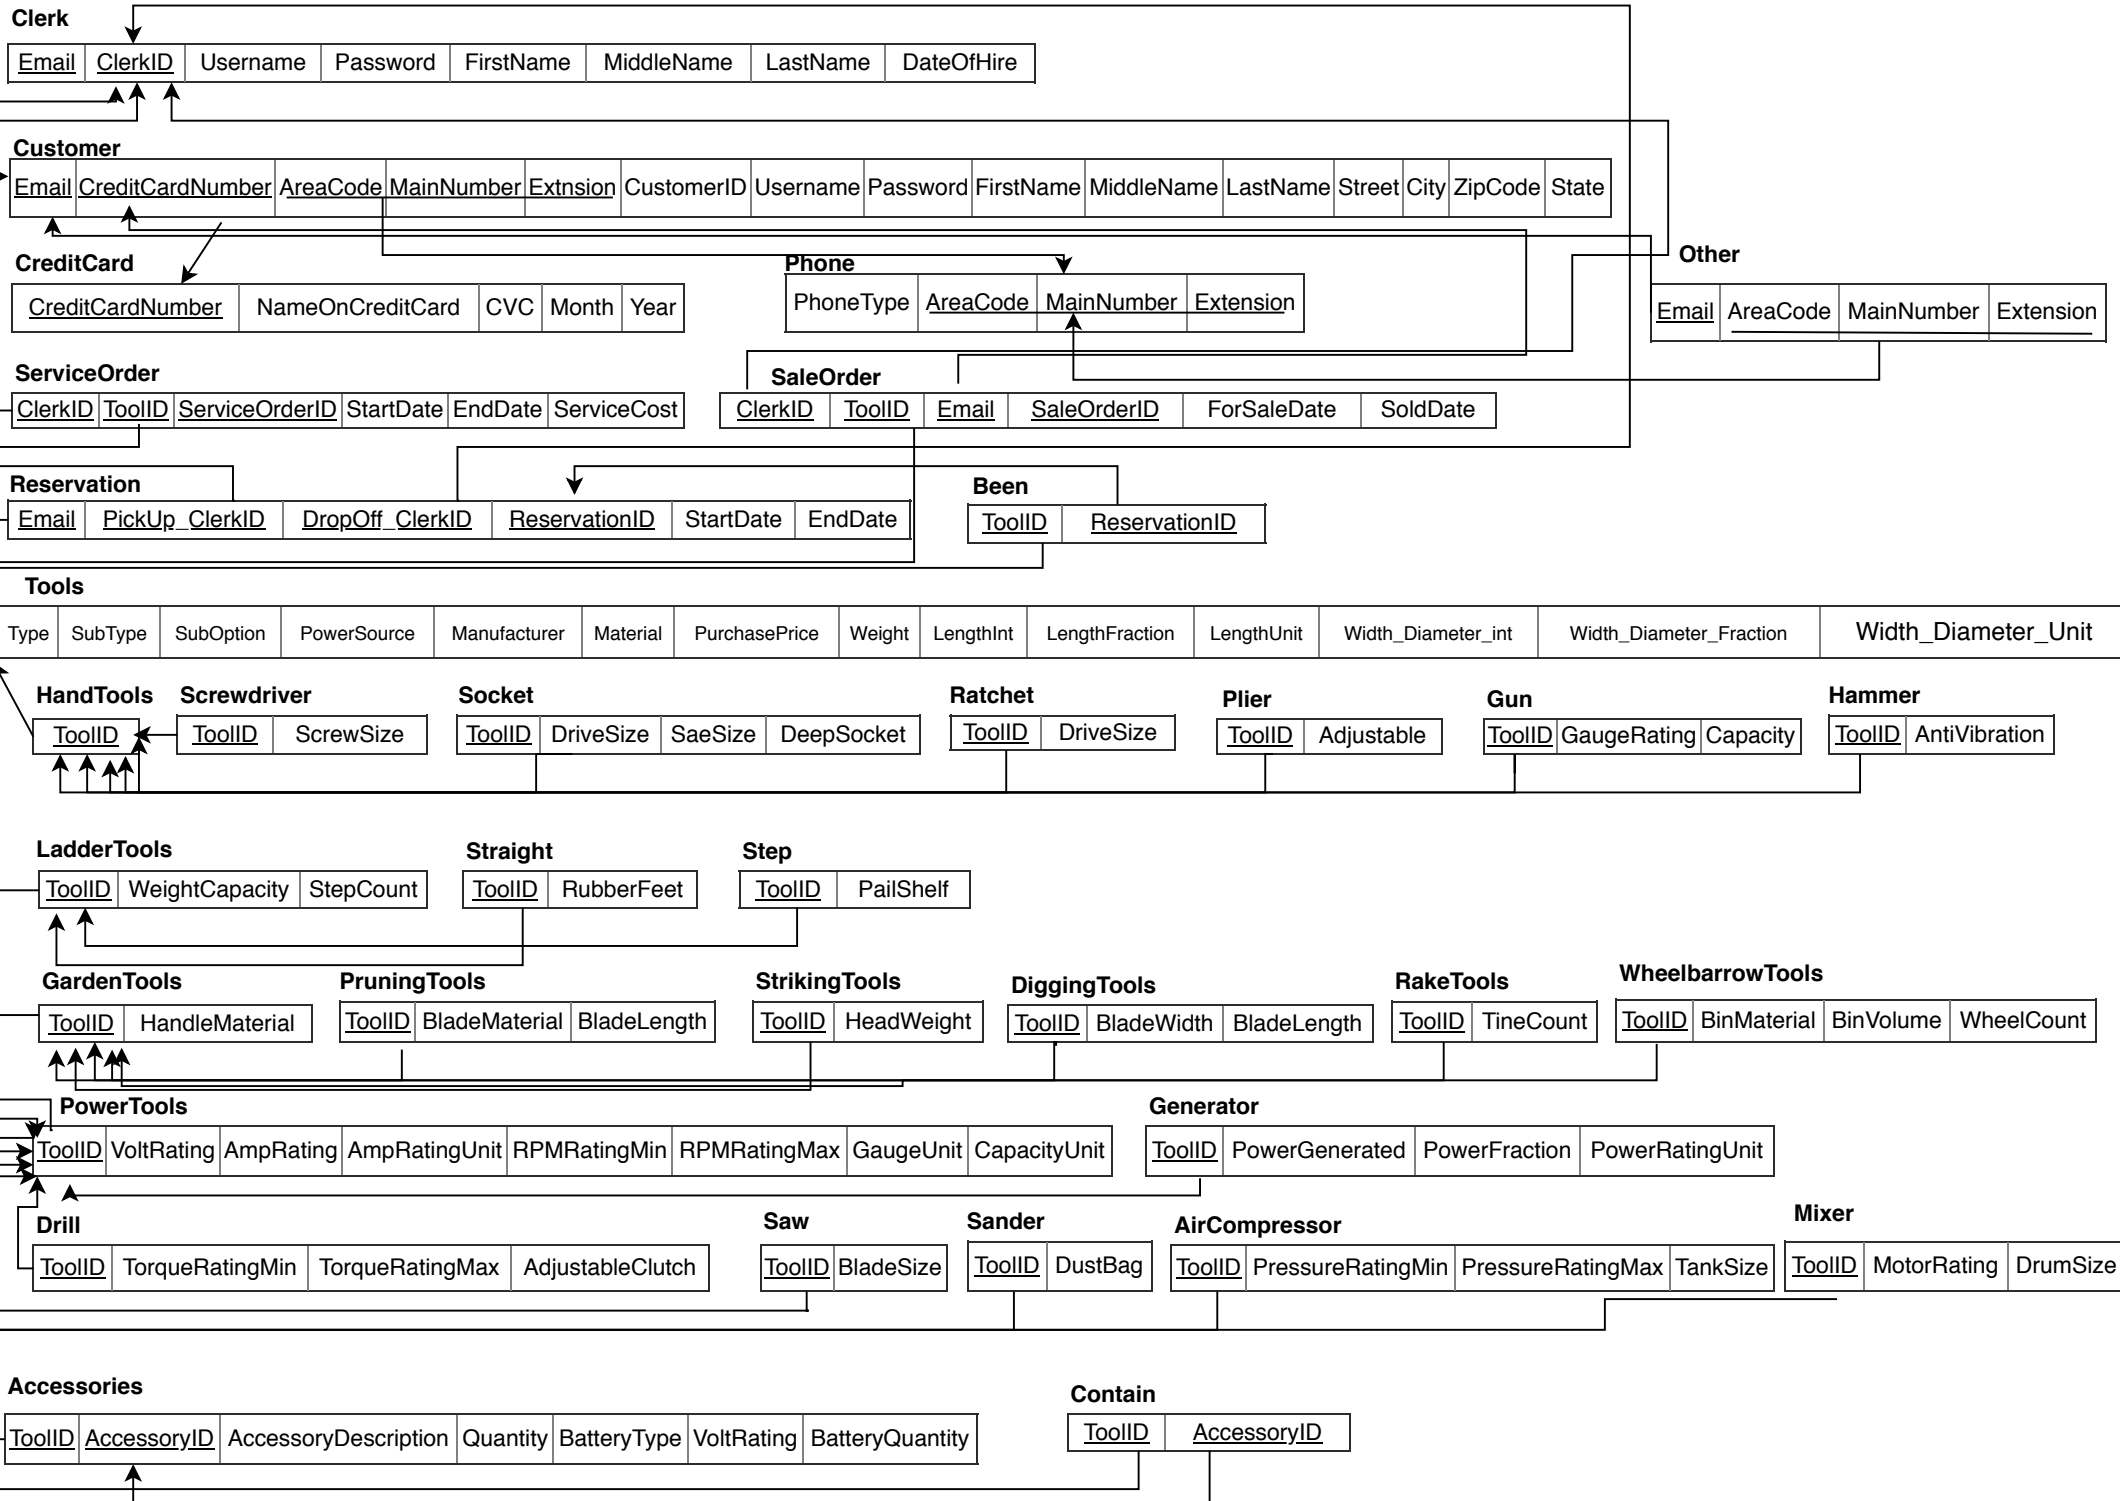 Clerk
Email ClerkID Username Password FirstName MiddleName LastName DateOfHire
Customer
Email CreditCardNumber AreaCode MainNumber Extnsion CustomerID Username Password FirstName MiddleName LastName Street City ZipCode State
CreditCard
CreditCardNumber NameOnCreditCard CVC Month Year
Phone
PhoneType AreaCode MainNumber Extension
Other
Email AreaCode MainNumber Extension
ServiceOrder
ClerkID ToolID ServiceOrderID StartDate EndDate ServiceCost
SaleOrder
ClerkID ToolID Email SaleOrderID ForSaleDate SoldDate
Reservation
Email PickUp_ClerkID DropOff_ClerkID ReservationID StartDate EndDate
Been
ToolID ReservationID
Tools
Type SubType SubOption PowerSource Manufacturer Material PurchasePrice Weight LengthInt LengthFraction LengthUnit Width_Diameter_int Width_Diameter_Fraction Width_Diameter_Unit
HandTools
ToolID
Screwdriver
ToolID ScrewSize
Socket
ToolID DriveSize SaeSize DeepSocket
Ratchet
ToolID DriveSize
Plier
ToolID Adjustable
Gun
ToolID GaugeRating Capacity
Hammer
ToolID AntiVibration
LadderTools
ToolID WeightCapacity StepCount
Straight
ToolID RubberFeet
Step
ToolID PailShelf
GardenTools
ToolID HandleMaterial
PruningTools
ToolID BladeMaterial BladeLength
StrikingTools
ToolID HeadWeight
DiggingTools
ToolID BladeWidth BladeLength
RakeTools
ToolID TineCount
WheelbarrowTools
ToolID BinMaterial BinVolume WheelCount
PowerTools
ToolID VoltRating AmpRating AmpRatingUnit RPMRatingMin RPMRatingMax GaugeUnit CapacityUnit
Generator
ToolID PowerGenerated PowerFraction PowerRatingUnit
Drill
ToolID TorqueRatingMin TorqueRatingMax AdjustableClutch
Saw
ToolID BladeSize
Sander
ToolID DustBag
AirCompressor
ToolID PressureRatingMin PressureRatingMax TankSize
Mixer
ToolID MotorRating DrumSize
Accessories
ToolID AccessoryID AccessoryDescription Quantity BatteryType VoltRating BatteryQuantity
Contain
ToolID AccessoryID